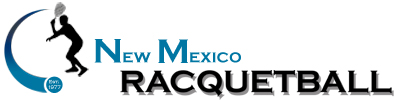 New Mexico
RACQUETBALL
Est.
1977